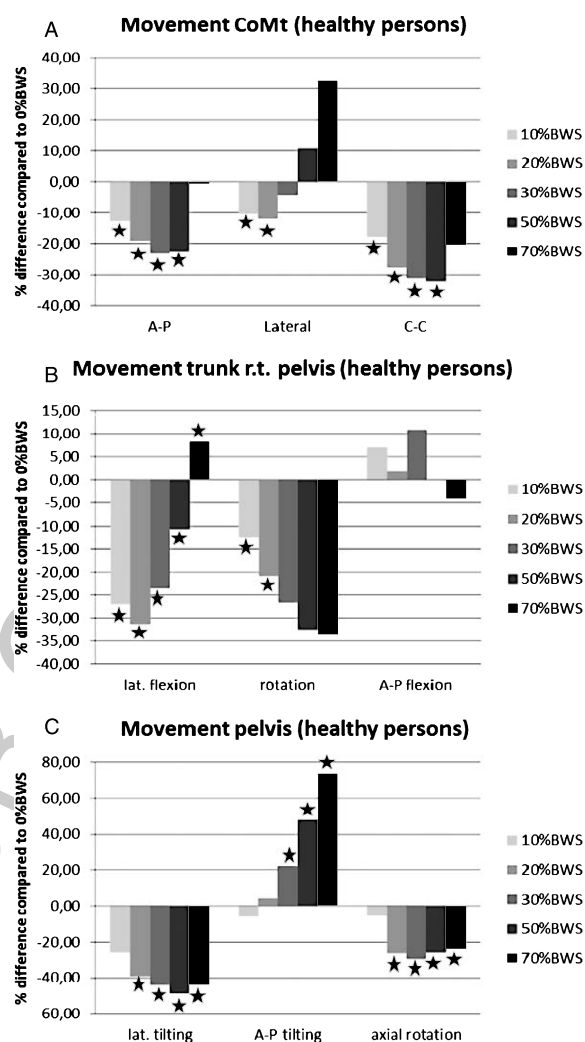 A
Movement CoMt (healthy persons)
% difference compared to 0%BWS
40,00
30,00
20,00
10,00
0,00
-10,00
-20,00
-30,00
-40,00
A-P
Lateral
C-C
10%BWS
20%BWS
30%BWS
50%BWS
70%BWS
B
Movement trunk r.t. pelvis (healthy persons)
% difference compared to 0%BWS
15,00
10,00
5,00
0,00
-5,00
-10,00
-15,00
-20,00
-25,00
-30,00
-35,00
-40,00
lat. flexion
rotation
A-P flexion
10%BWS
20%BWS
30%BWS
50%BWS
70%BWS
C
Movement pelvis (healthy persons)
% difference compared to 0%BWS
80,00
60,00
40,00
20,00
0,00
-20,00
-40,00
60,00
lat. tilting
A-P tilting
axial rotation
10%BWS
20%BWS
30%BWS
50%BWS
70%BWS